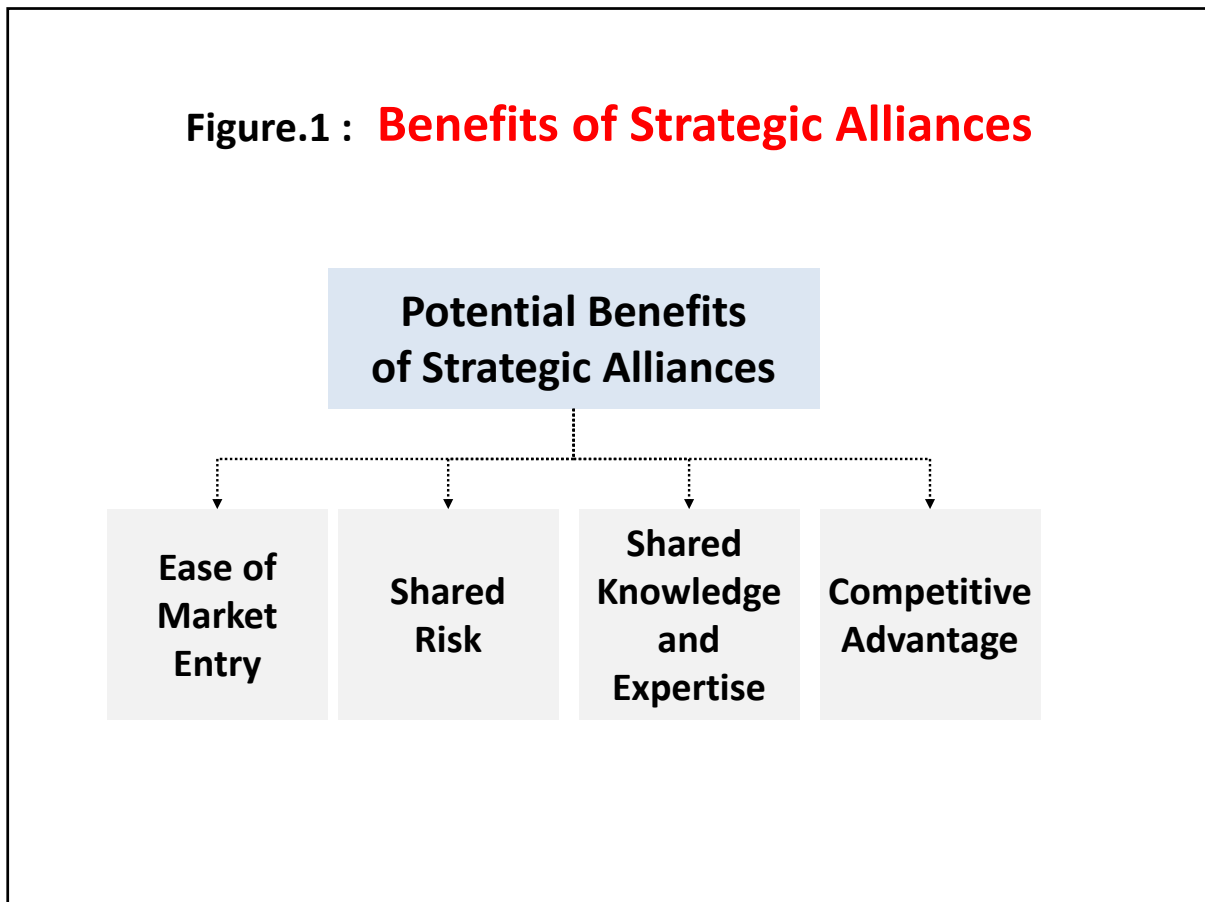 Figure.1 : Benefits of Strategic Alliances
Potential Benefits
of Strategic Alliances
Ease of
Market
Entry
Shared
Risk
Shared
Knowledge
and
Expertise
Competitive
Advantage